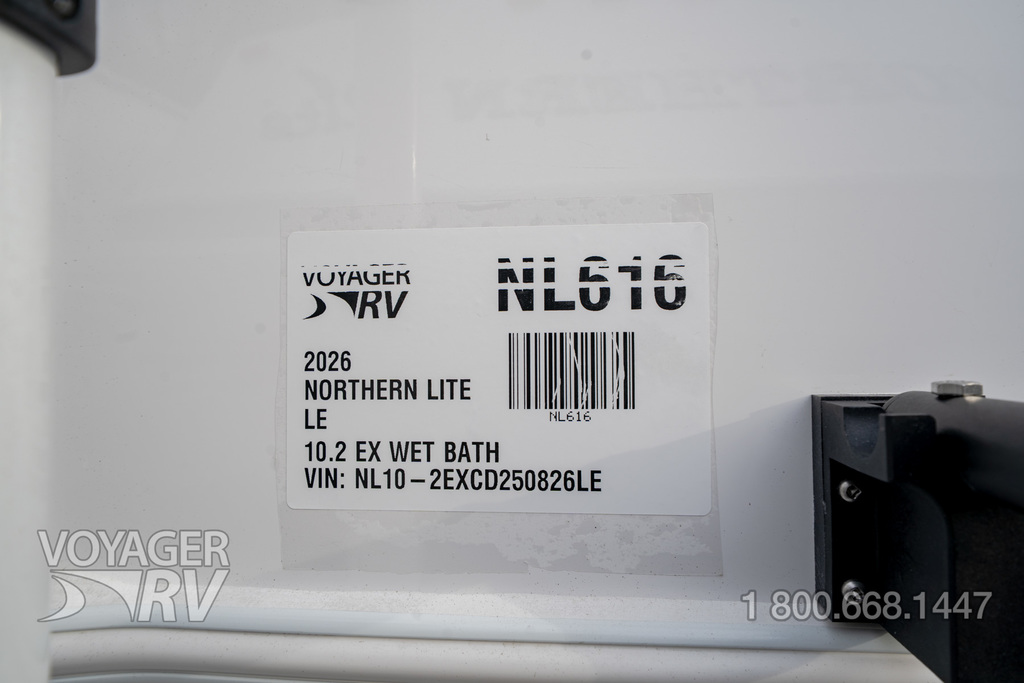 VOYAGER
RV
NL616
2026
NORTHERN LITE
LE
NL616
10.2 EX WET BATH
VIN: NL10-2EXCD250826LE
VOYAGER
RV
1 800.668.1447